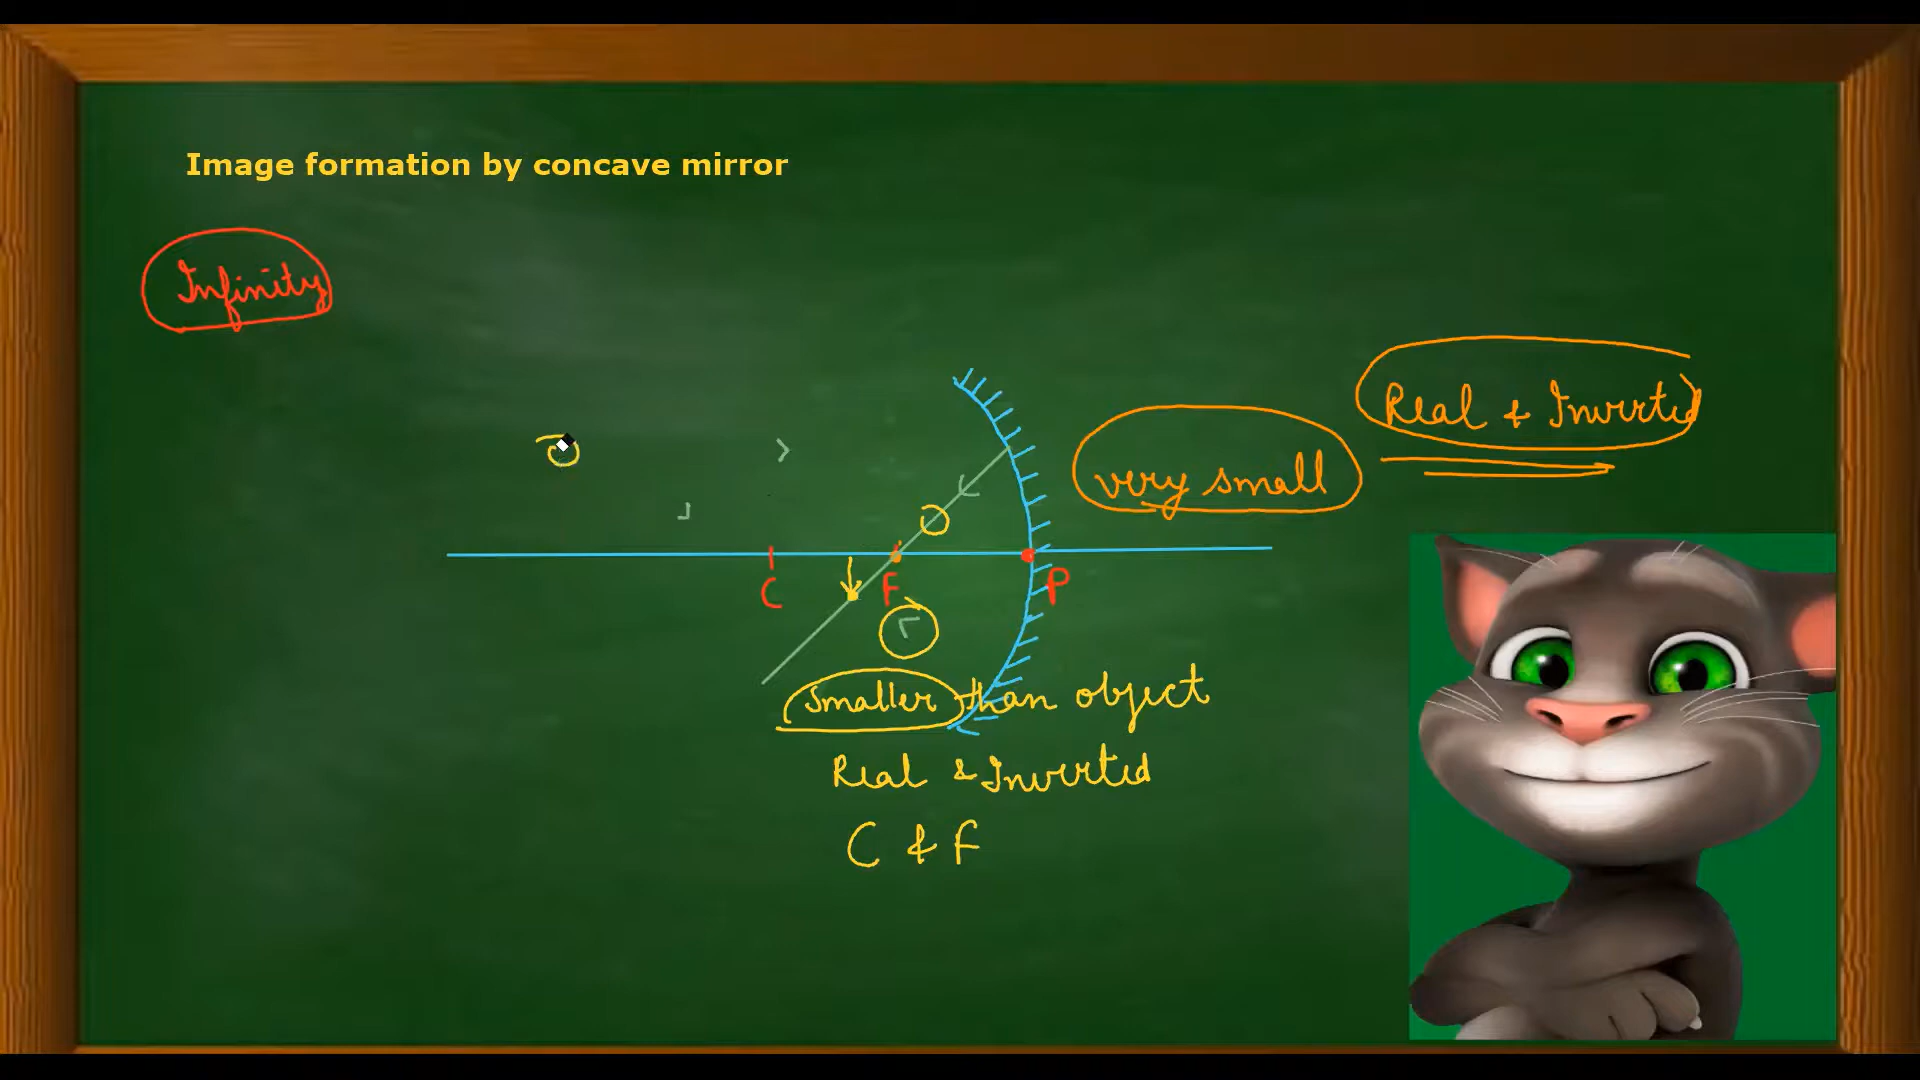 Image formation by concave mirror
Infinity
Real & Inverted
very small
C
F
P
Smaller than object
Real & Inverted
C & F